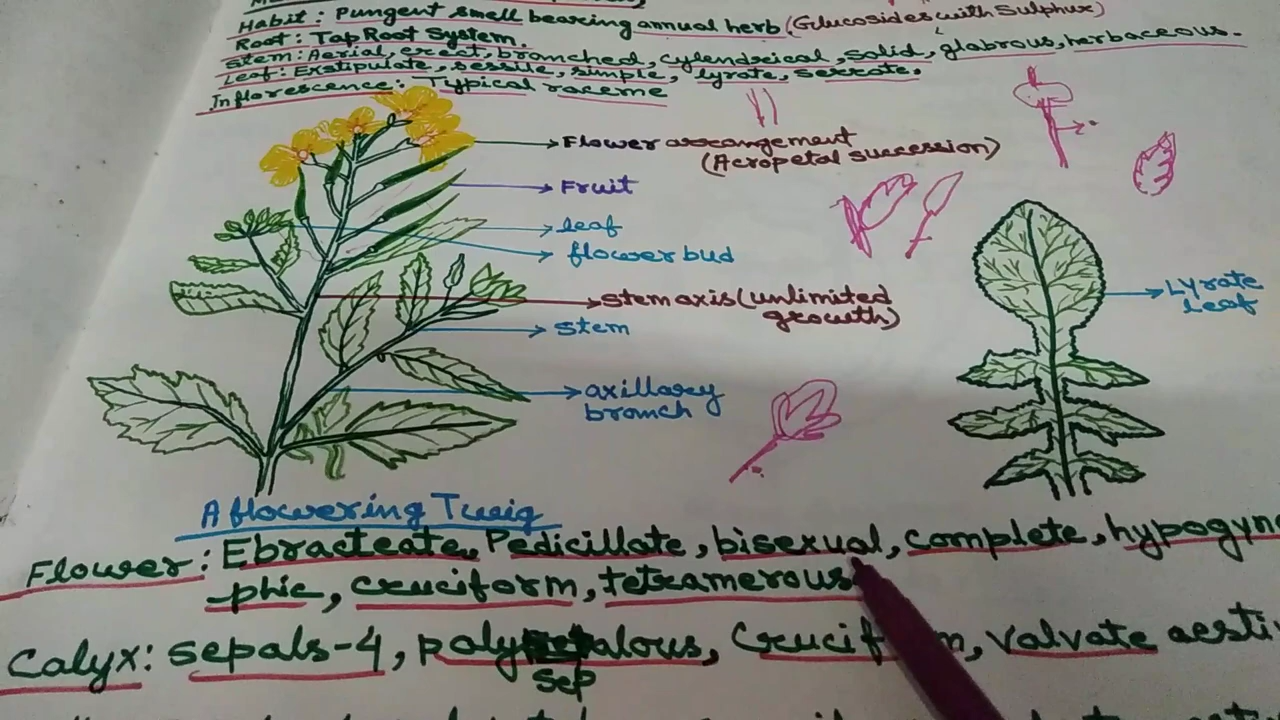 Habit: Pungent smell bearing annual herb (Glucosides with Sulphur)
Root: Tap Root System.
Stem: Aerial, erect, branched, cylendrical, solid, glabrous, herbaceous.
Leaf: Exstipulate, sessile, simple, lyrate, serrate.
Inflorescence: Typical raceme
Flower arrangement
(Acropetal succession)
Fruit
leaf
flower bud
Stem axis (unlimited
growth)
Stem
axillary
branch
Lyrate
leaf
A flowering Twig
Flower: Ebracteate, Pedicillate, bisexual, complete, hypogyn
-phic, cruciform, tetramerous
Calyx: sepals-4, poly alous, Crucif m, valvate aesti
sep